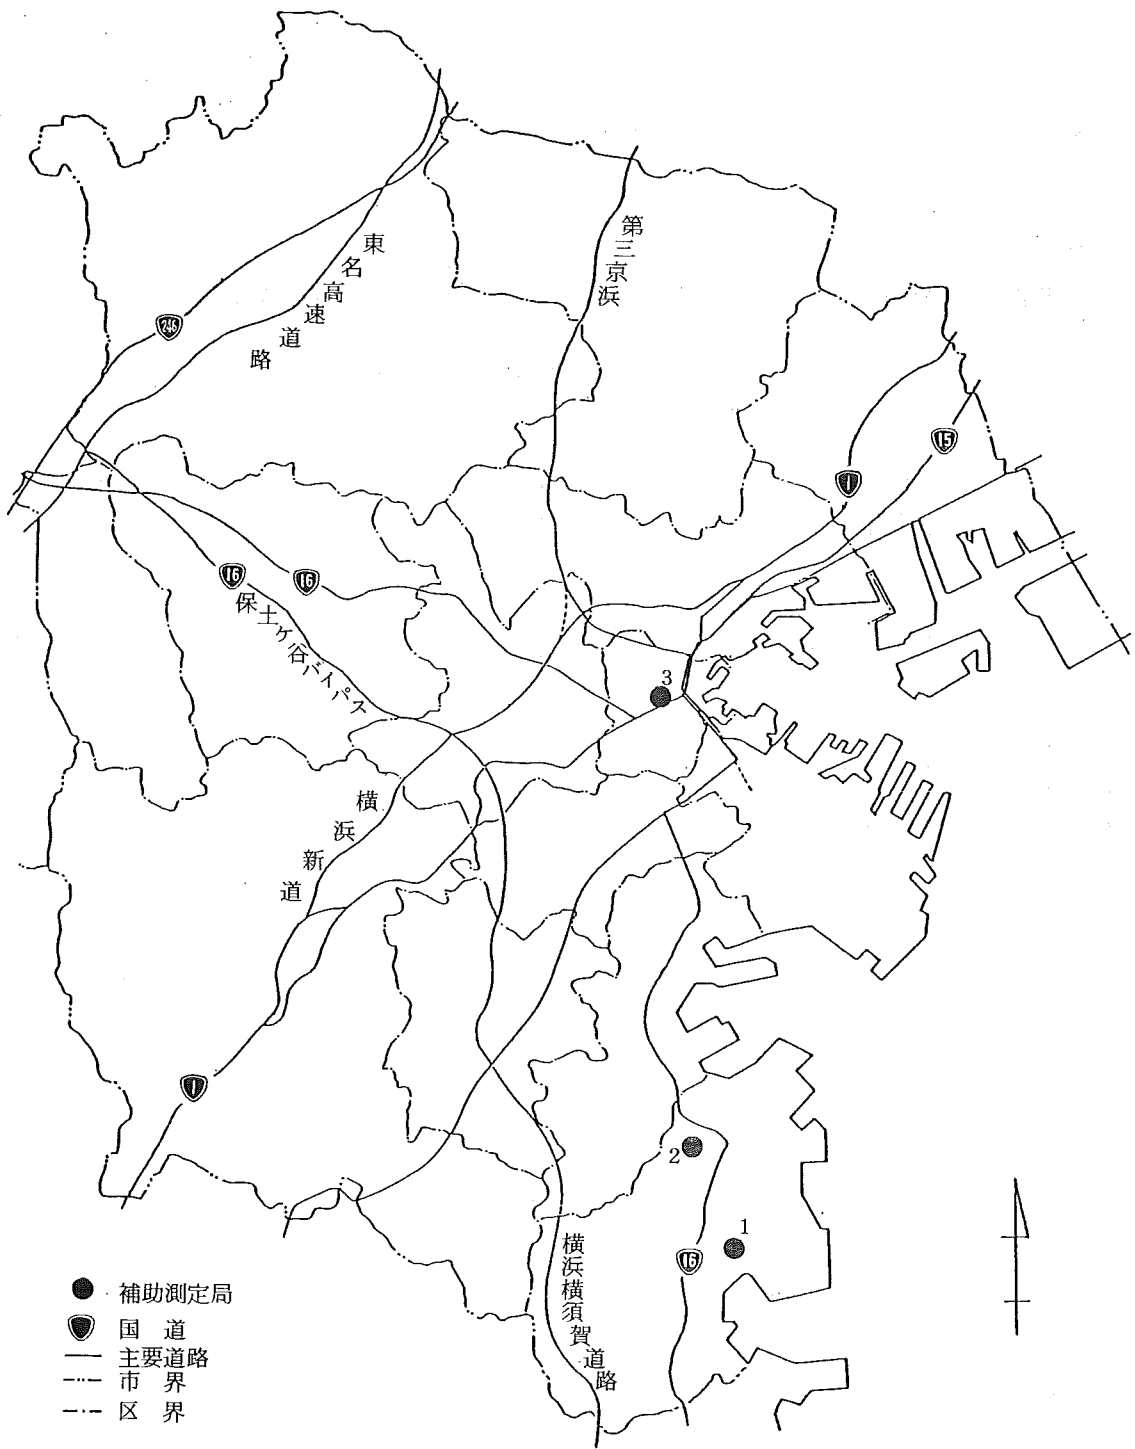 第三京浜
東名高速道路
246
15
1
16
16
保土ヶ谷バイパス
3
横浜新道
1
2
1
16
横浜横須賀道路
補助測定局
国　道
主要道路
市　界
区　界